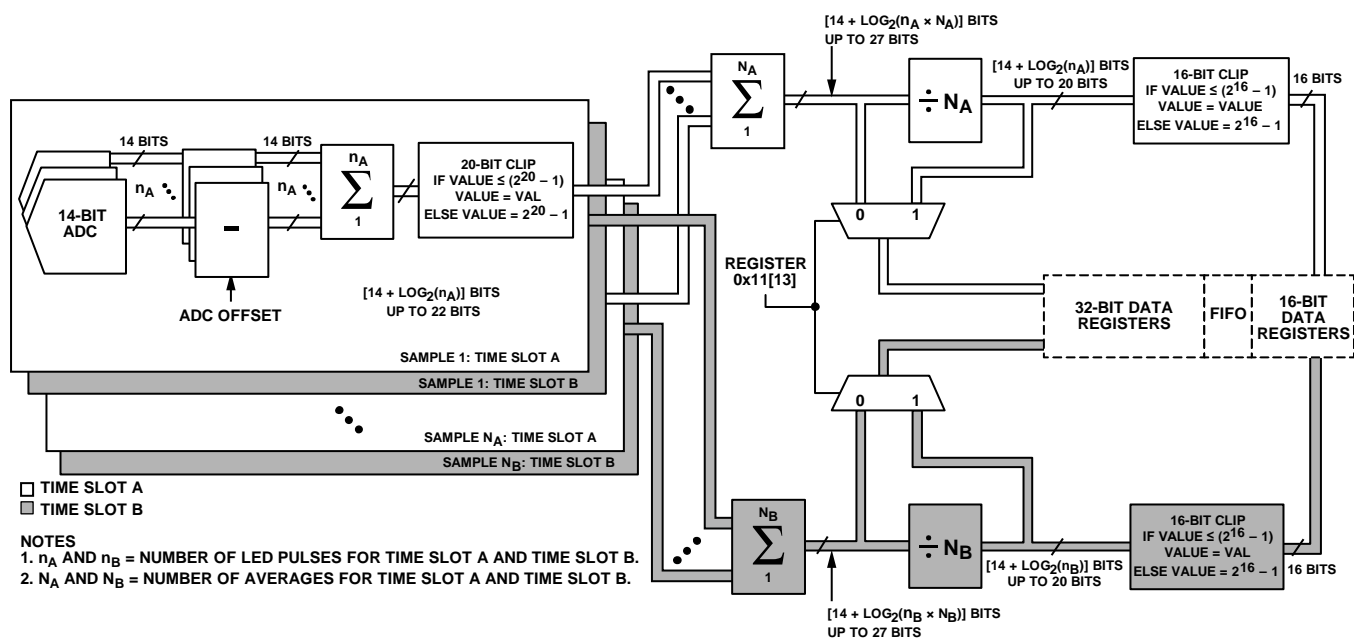 [14 + LOG2(nA × NA)] BITS
UP TO 27 BITS
[14 + LOG2(nA)] BITS
UP TO 20 BITS
16-BIT CLIP
IF VALUE ≤ (2^16 – 1)
VALUE = VALUE
ELSE VALUE = 2^16 – 1
16 BITS
NA
∑
1
÷ NA
14 BITS
14 BITS
nA
nA
14-BIT
ADC
–
ADC OFFSET
nA
∑
1
20-BIT CLIP
IF VALUE ≤ (2^20 – 1)
VALUE = VAL
ELSE VALUE = 2^20 – 1
[14 + LOG2(nA)] BITS
UP TO 22 BITS
SAMPLE 1: TIME SLOT A
SAMPLE 1: TIME SLOT B
SAMPLE NA: TIME SLOT A
SAMPLE NB: TIME SLOT B
0 1
REGISTER
0x11[13]
32-BIT DATA
REGISTERS
FIFO
16-BIT
DATA
REGISTERS
0 1
TIME SLOT A
TIME SLOT B
NOTES
1. nA AND nB = NUMBER OF LED PULSES FOR TIME SLOT A AND TIME SLOT B.
2. NA AND NB = NUMBER OF AVERAGES FOR TIME SLOT A AND TIME SLOT B.
NB
∑
1
÷ NB
[14 + LOG2(nB × NB)] BITS
UP TO 27 BITS
[14 + LOG2(nB)] BITS
UP TO 20 BITS
16-BIT CLIP
IF VALUE ≤ (2^16 – 1)
VALUE = VAL
ELSE VALUE = 2^16 – 1
16 BITS